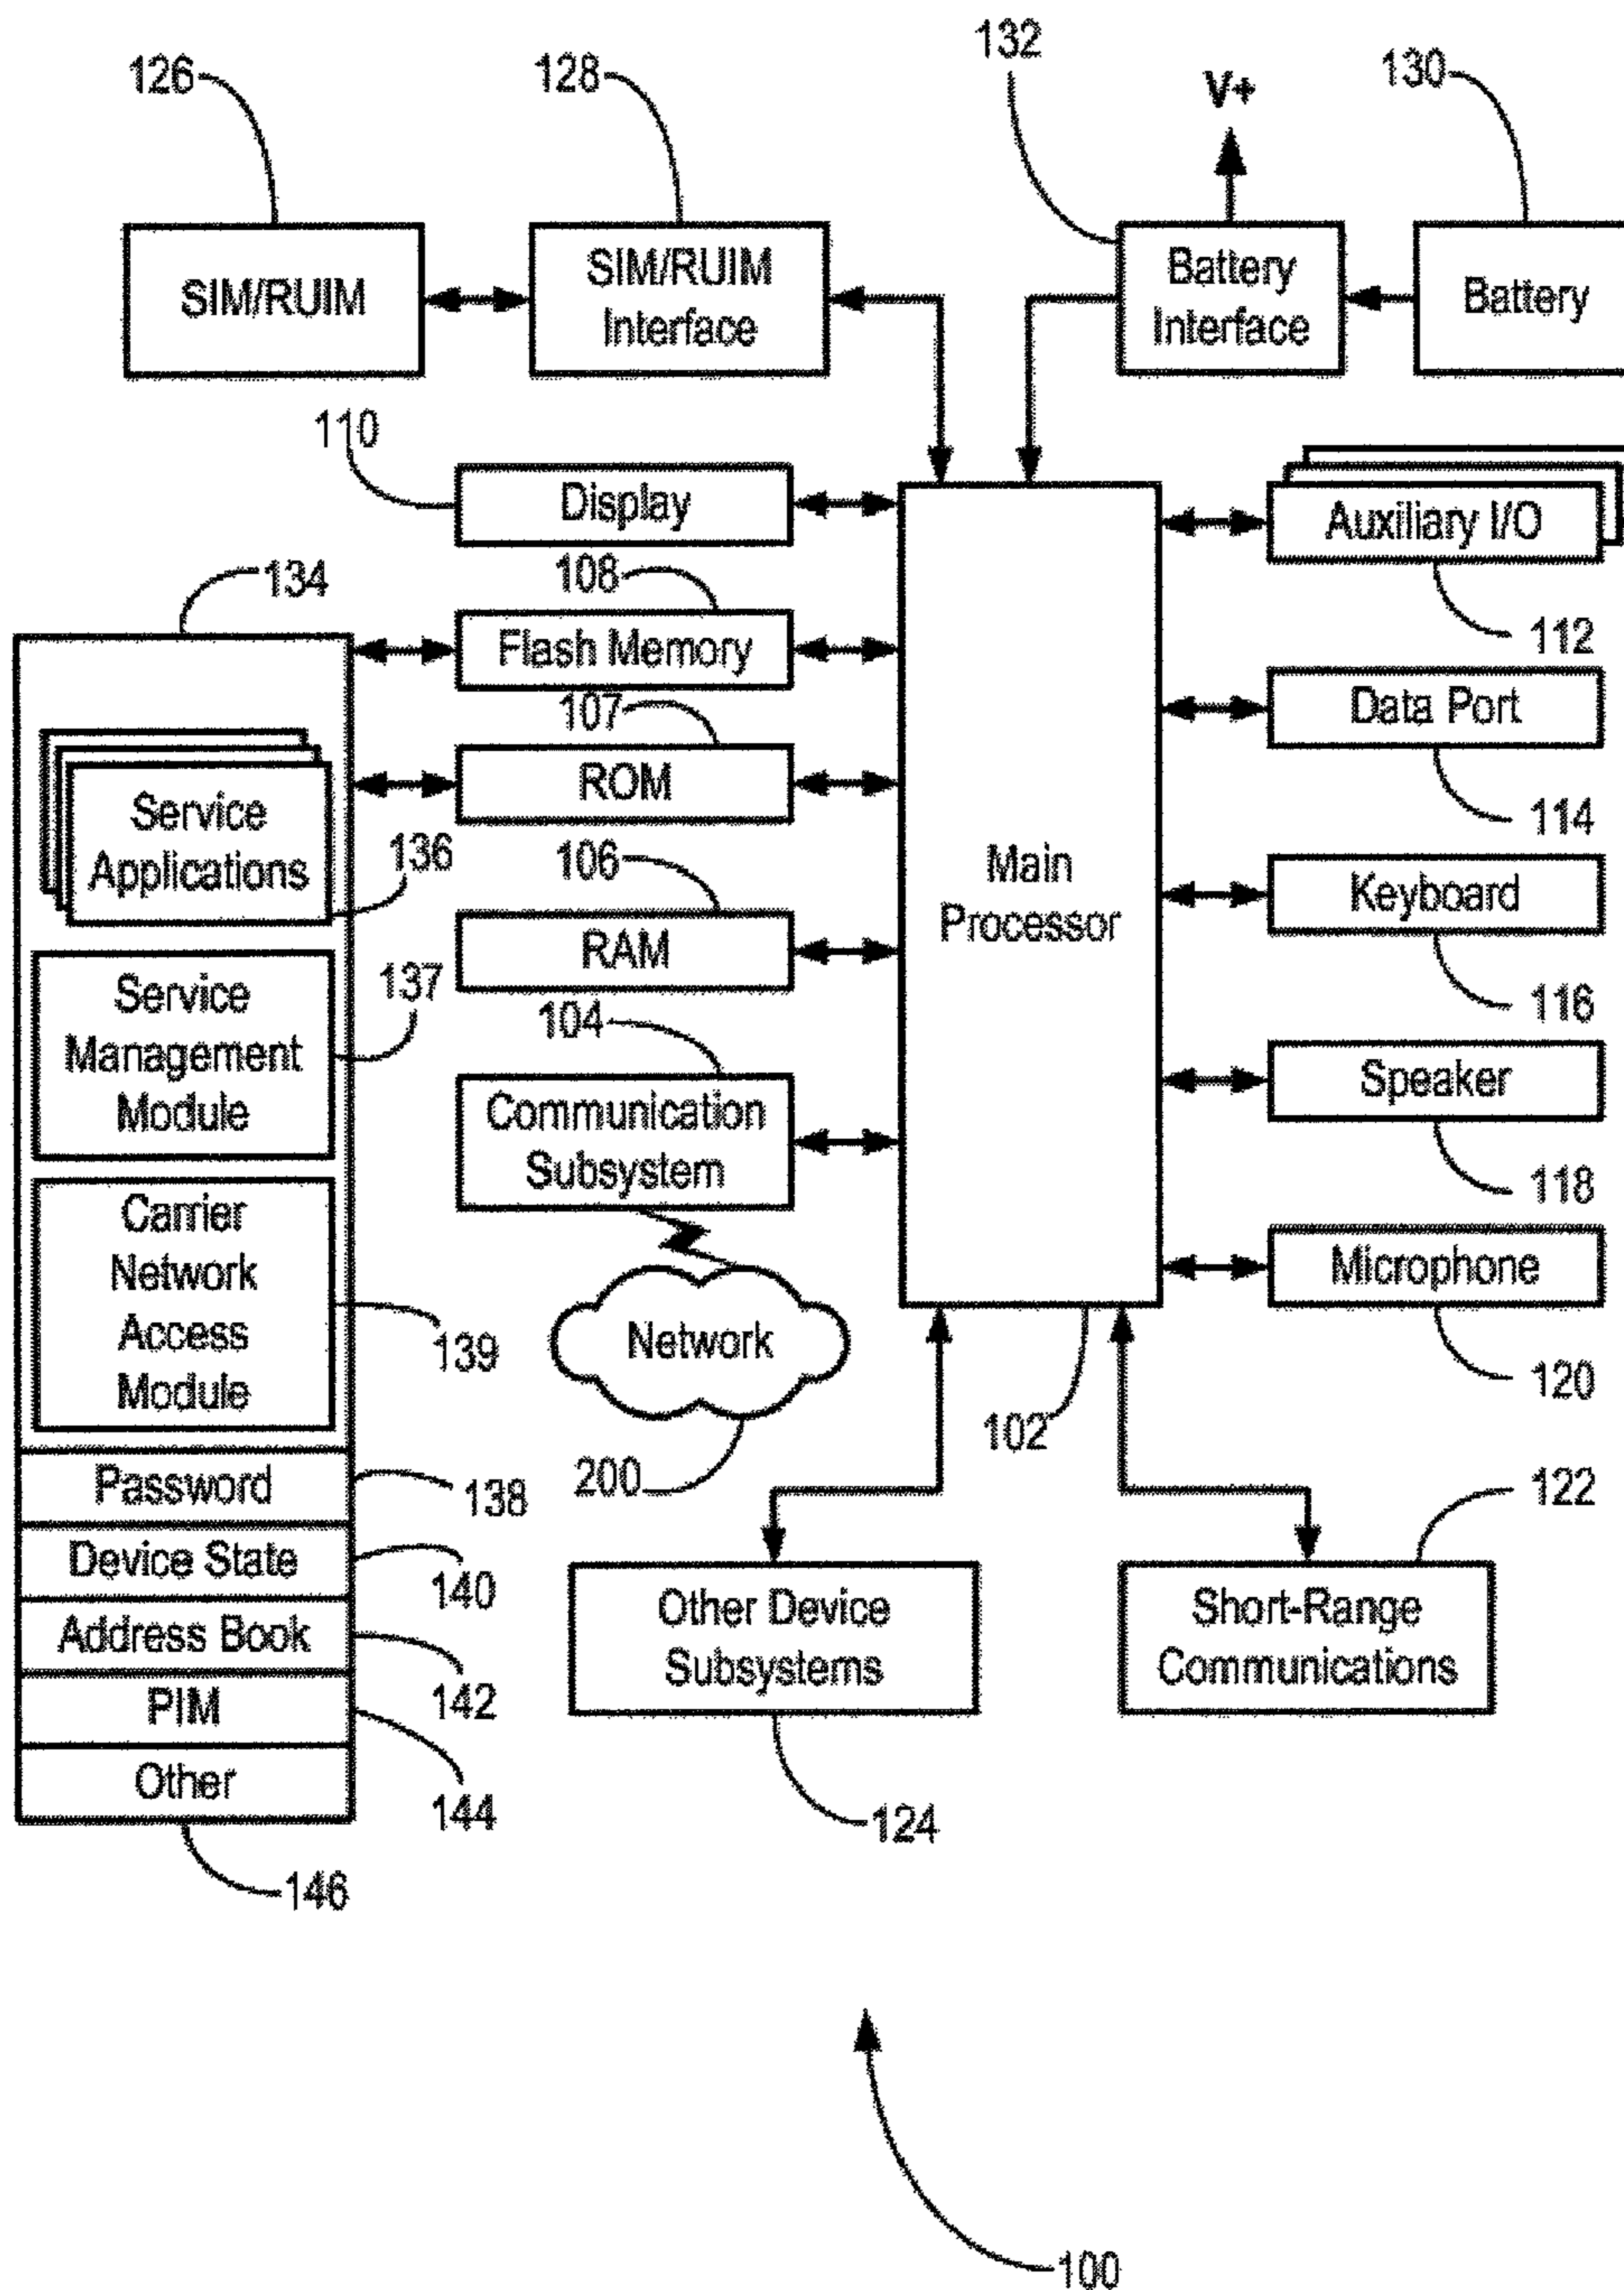 132
126
128
V+
130
SIM/RUIM
SIM/RUIM
Interface
Battery
Interface
Battery
110
Display
Auxiliary I/O
134
108
112
Flash Memory
Data Port
107
114
Service
Applications
136
ROM
106
Main
Processor
Keyboard
RAM
116
Service
Management
Module
137
104
Speaker
Communication
Subsystem
118
Carrier
Network
Access
Module
139
Network
Microphone
120
102
200
Password
138
122
Device State
140
Other Device
Subsystems
Short-Range
Communications
Address Book
142
PIM
144
Other
124
146
100